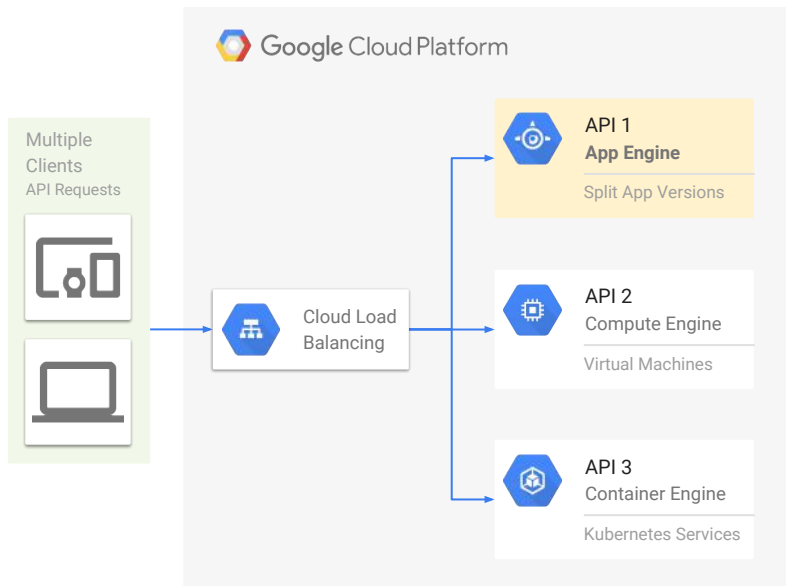 Google Cloud Platform
Multiple
Clients
API Requests
Cloud Load
Balancing
API 1
App Engine
Split App Versions
API 2
Compute Engine
Virtual Machines
API 3
Container Engine
Kubernetes Services